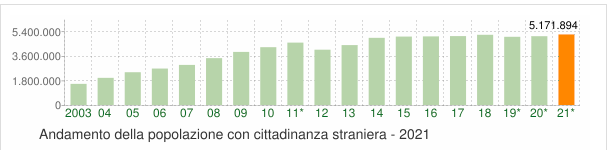 5.171.894
5.400.000
3.600.000
1.800.000
0
2003 04 05 06 07 08 09 10 11* 12 13 14 15 16 17 18 19* 20* 21*
Andamento della popolazione con cittadinanza straniera - 2021